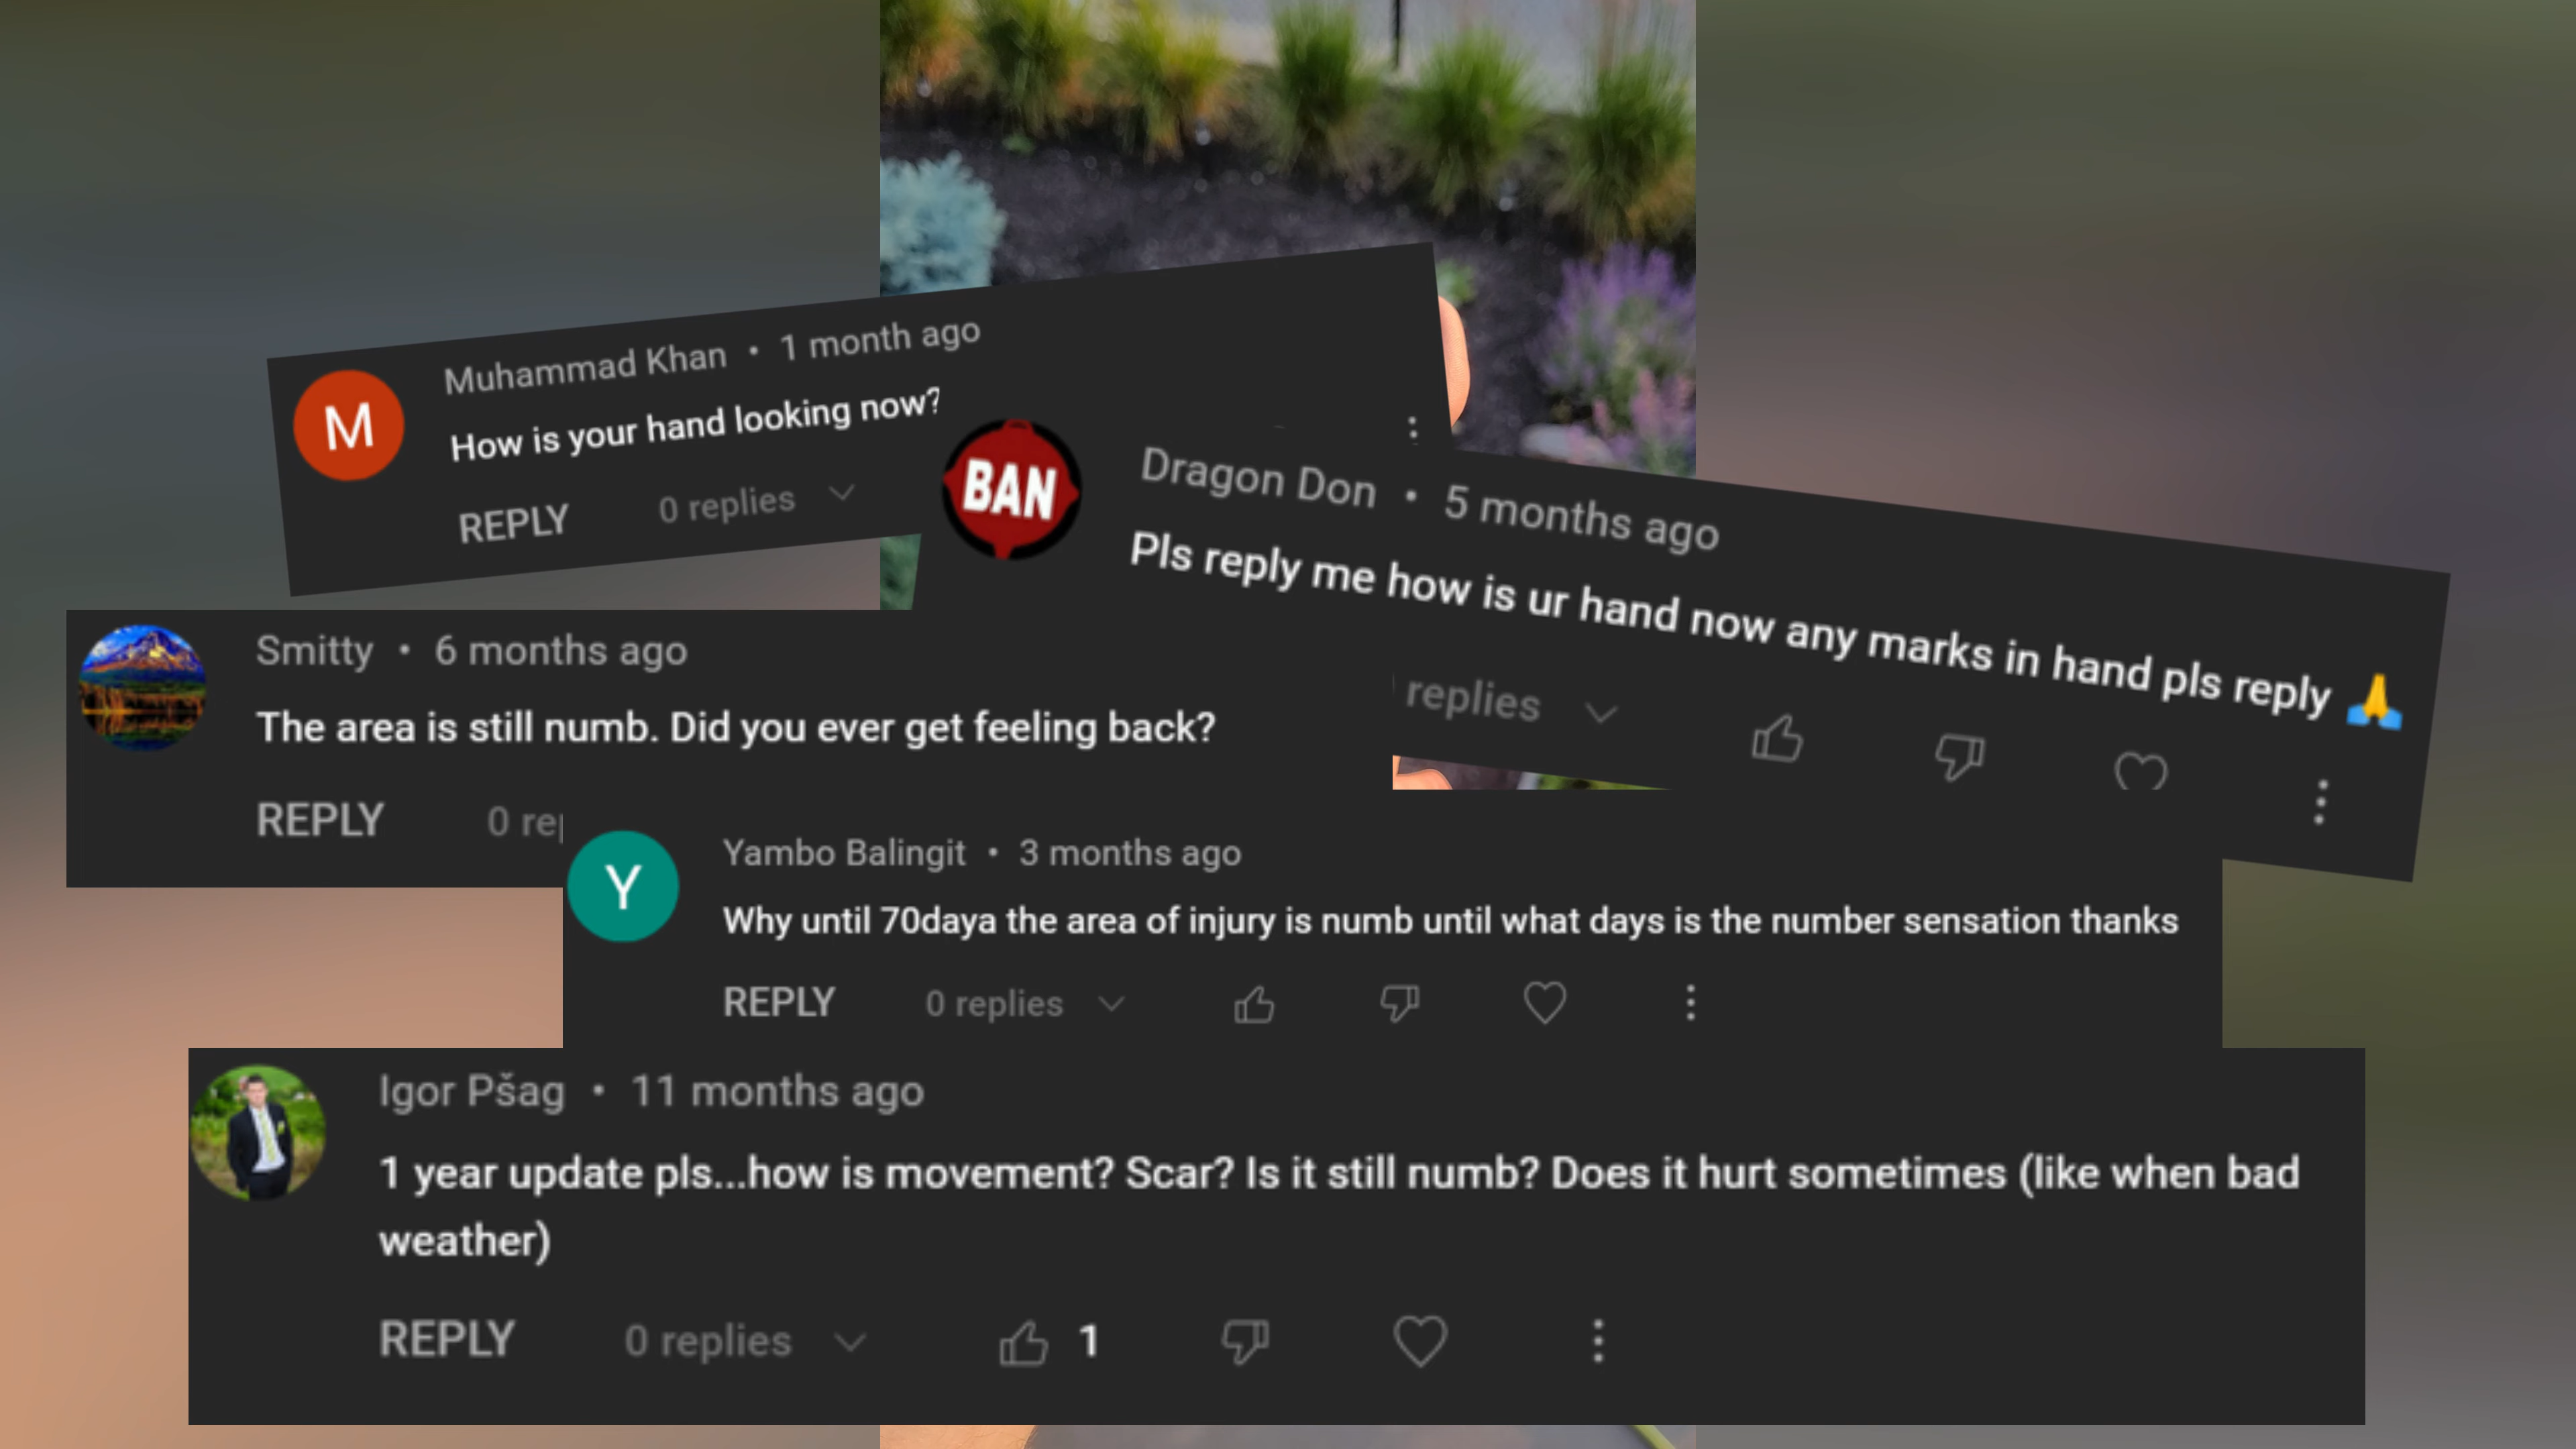 Muhammad Khan • 1 month ago
How is your hand looking now?
M
REPLY 0 replies
BAN
Dragon Don • 5 months ago
Pls reply me how is ur hand now any marks in hand pls reply 🙏
replies
Smitty • 6 months ago
The area is still numb. Did you ever get feeling back?
REPLY 0 re
Y
Yambo Balingit • 3 months ago
Why until 70daya the area of injury is numb until what days is the number sensation thanks
REPLY 0 replies
Igor Pšag • 11 months ago
1 year update pls...how is movement? Scar? Is it still numb? Does it hurt sometimes (like when bad
weather)
REPLY 0 replies 1